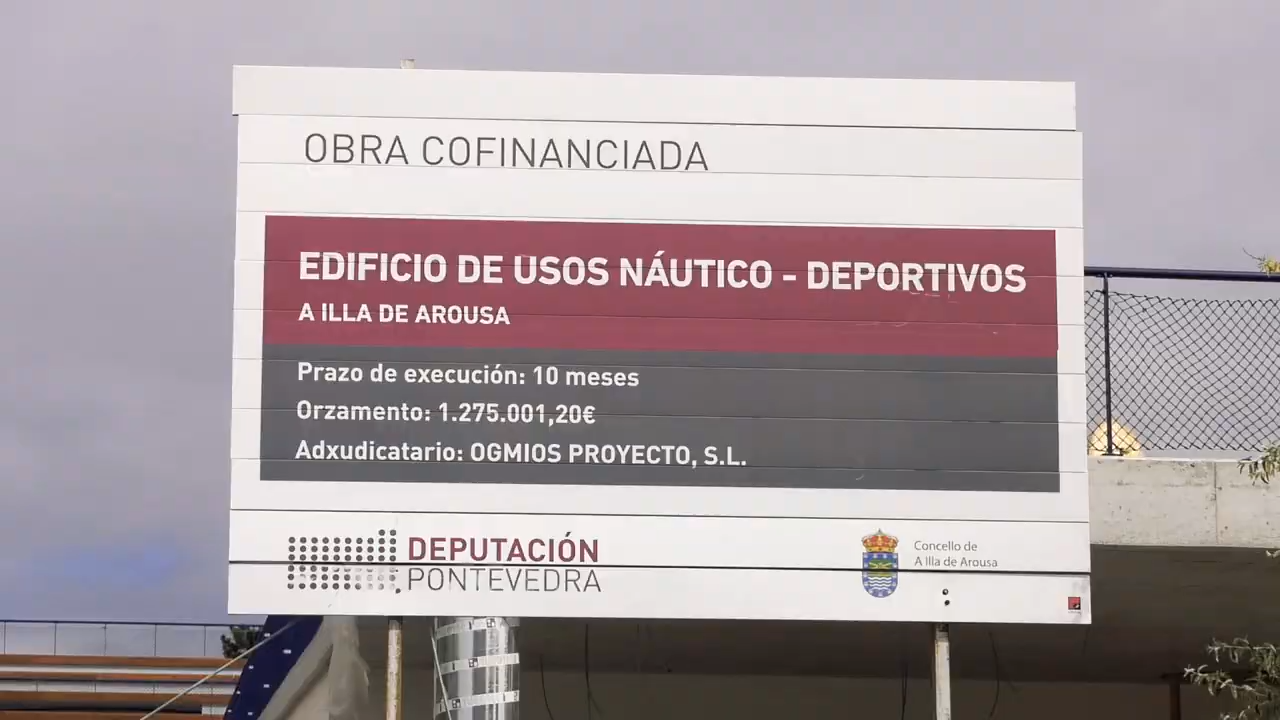 OBRA COFINANCIADA
EDIFICIO DE USOS NÁUTICO - DEPORTIVOS
A ILLA DE AROUSA
Prazo de execución: 10 meses
Orzamento: 1.275.001,20€
Adxudicatario: OGMIOS PROYECTO, S.L.
DEPUTACIÓN
PONTEVEDRA
Concello de
A Illa de Arousa